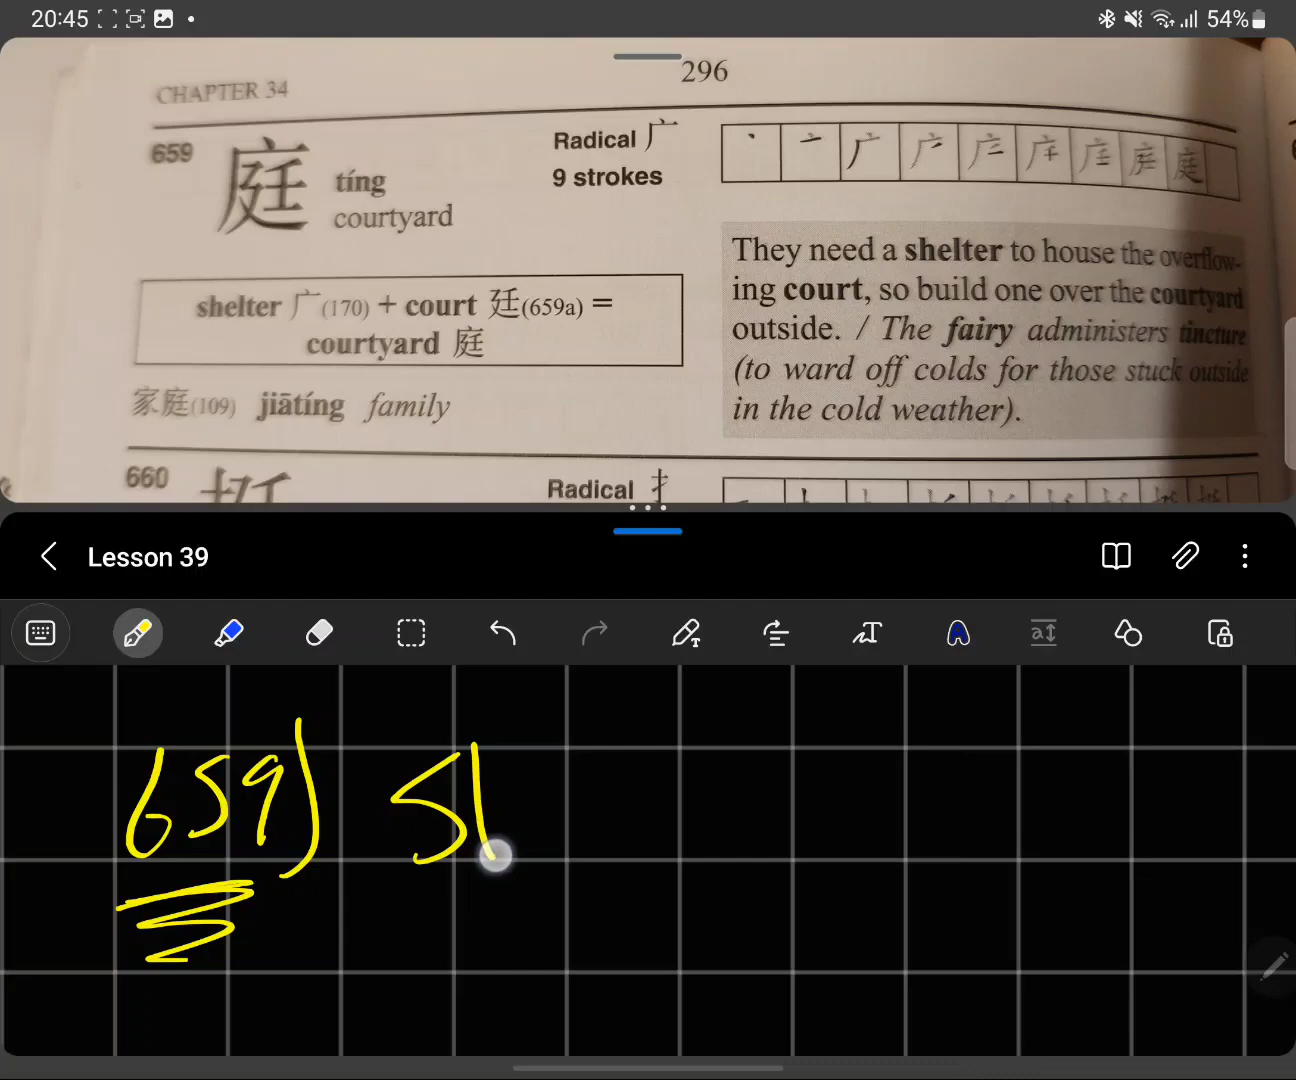 20:45 54%
CHAPTER 34
296
659 庭
tíng
courtyard
Radical 广
9 strokes
shelter 广(170) + court 廷(659a) =
courtyard 庭
家庭(109) jiātíng family
They need a shelter to house the overflow-
ing court, so build one over the courtyard
outside. / The fairy administers tincture
(to ward off colds for those stuck outside
in the cold weather).
660
Radical 扌
Lesson 39
659) Sl